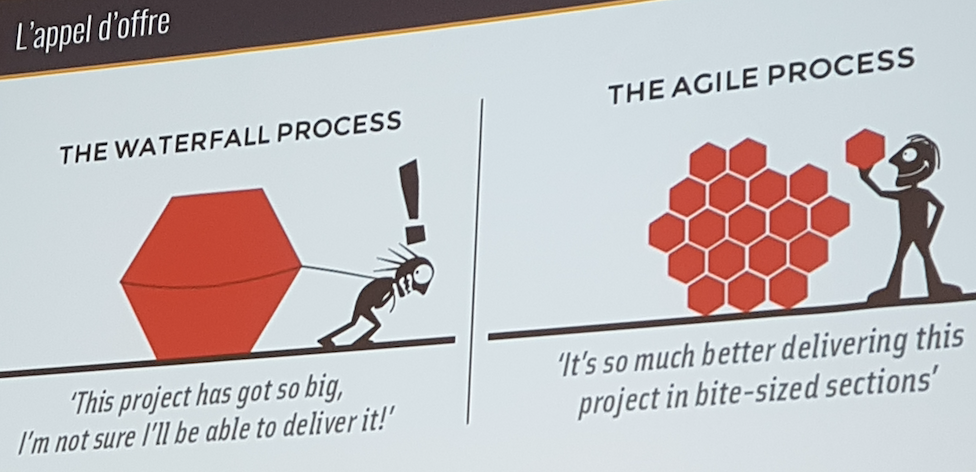 L'appel d'offre
THE WATERFALL PROCESS
!
'This project has got so big,
I'm not sure I'll be able to deliver it!'
THE AGILE PROCESS
'It's so much better delivering this
project in bite-sized sections'